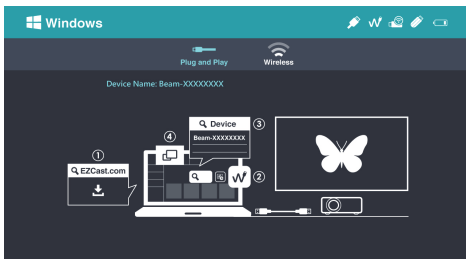 Windows
Plug and Play
Wireless
Device Name: Beam-XXXXXXXX
①
EZCast.com
④
Device
③
Beam-XXXXXXXX
②